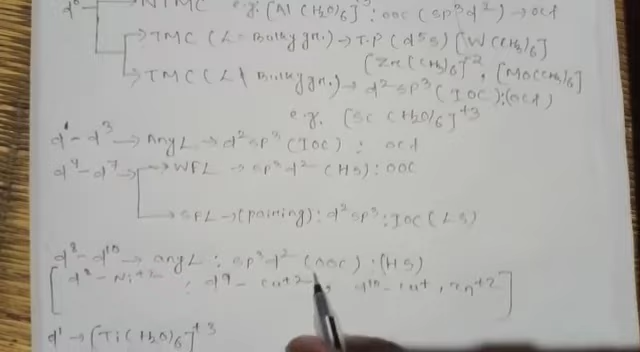 d⁰ → NTMC e.g. [Al(H₂O)₆]³ : OOC (sp³d²) → oct
→ TMC (L = Bulky gr.) → T.P (d⁵s) [W(CH₃)₆]
[Zr(CH₃)₆]⁻², [Mo(CH₃)₆]
→ TMC (L ≠ Bulky gr.) → d²sp³ (IOC) : (oct)
e.g. [Sc(H₂O)₆]⁺³
d¹ - d³ → Any L → d²sp³ (IOC) : oct
d⁴ - d⁷ → WFL → sp³d² (HS) : OOC
→ SFL → (pairing) : d²sp³ : IOC (LS)
d⁸ - d¹⁰ → any L : sp³d² (OOC) : (HS)
[d⁸ - Ni⁺² : d⁹ - Cu⁺², d¹⁰ - Cu⁺, Zn⁺²]
d¹ → [Ti(H₂O)₆]⁺³